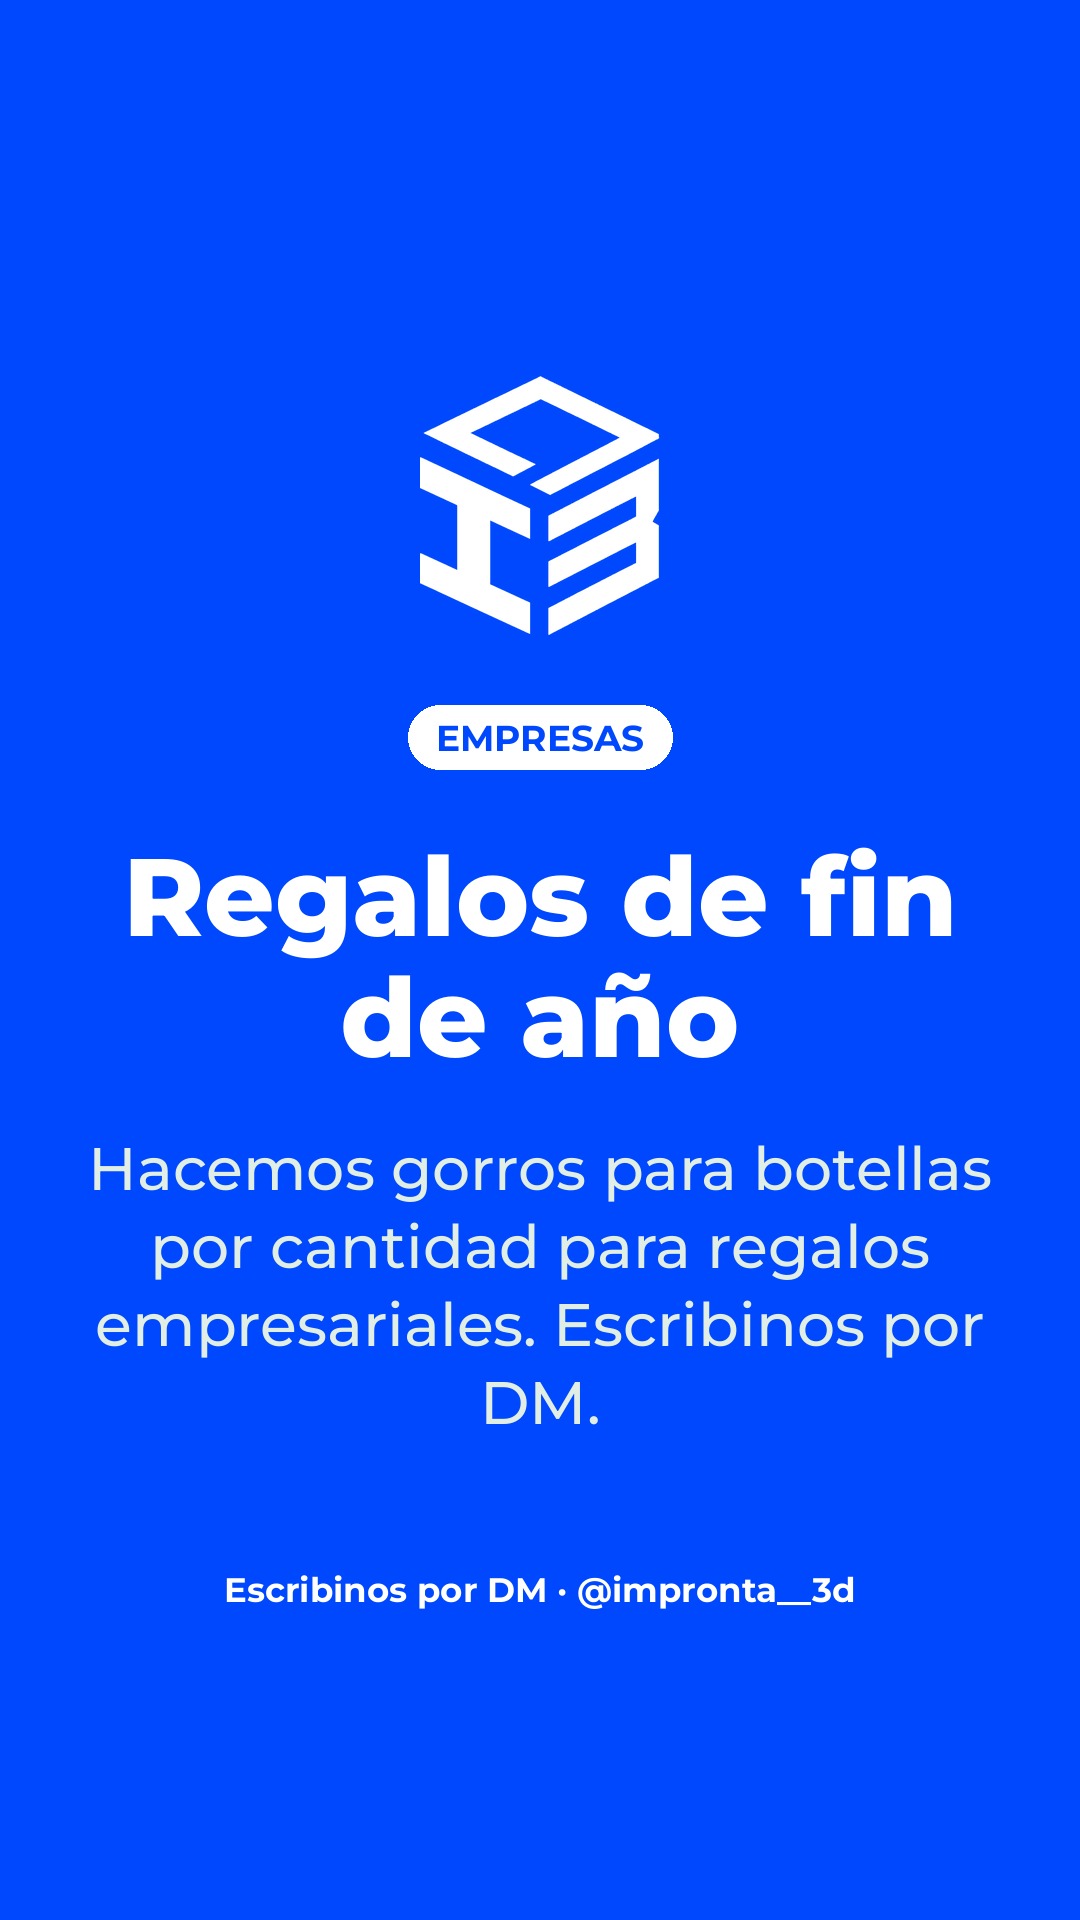 EMPRESAS
Regalos de fin
de año
Hacemos gorros para botellas
por cantidad para regalos
empresariales. Escribinos por
DM.
Escribinos por DM · @impronta__3d